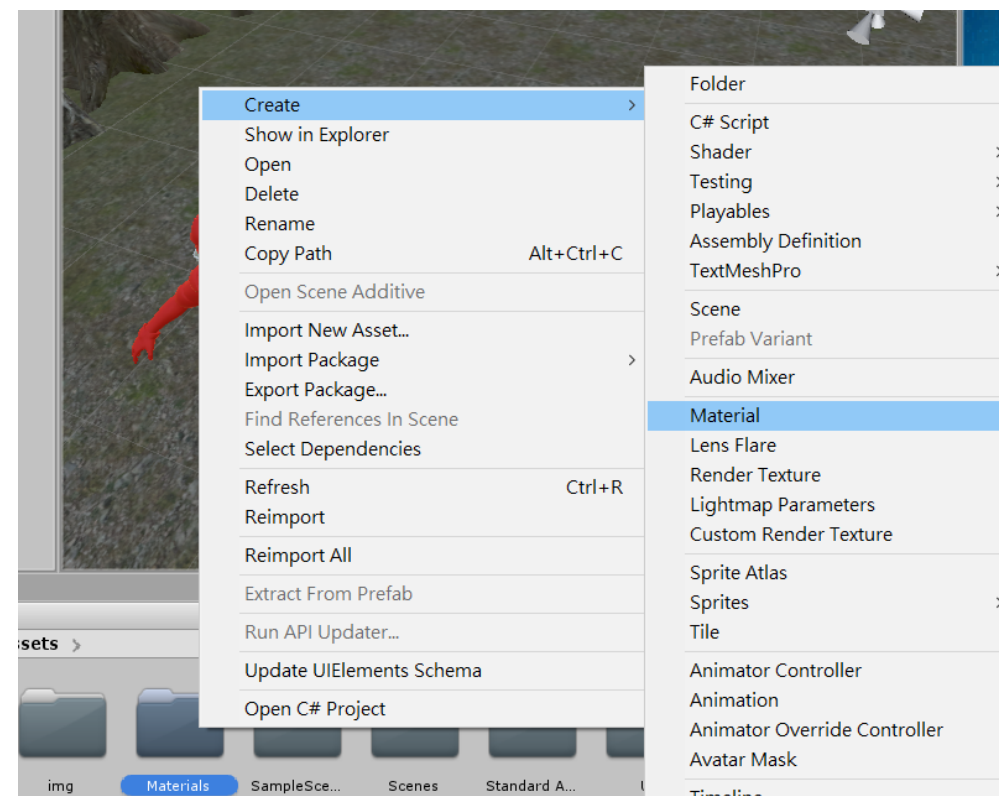 Create
Show in Explorer
Open
Delete
Rename
Copy Path Alt+Ctrl+C
Open Scene Additive
Import New Asset...
Import Package
Export Package...
Find References In Scene
Select Dependencies
Refresh Ctrl+R
Reimport
Reimport All
Extract From Prefab
Run API Updater...
Update UIElements Schema
Open C# Project
Folder
C# Script
Shader
Testing
Playables
Assembly Definition
TextMeshPro
Scene
Prefab Variant
Audio Mixer
Material
Lens Flare
Render Texture
Lightmap Parameters
Custom Render Texture
Sprite Atlas
Sprites
Tile
Animator Controller
Animation
Animator Override Controller
Avatar Mask
Timeline
ssets
img
Materials
SampleSce...
Scenes
Standard A...